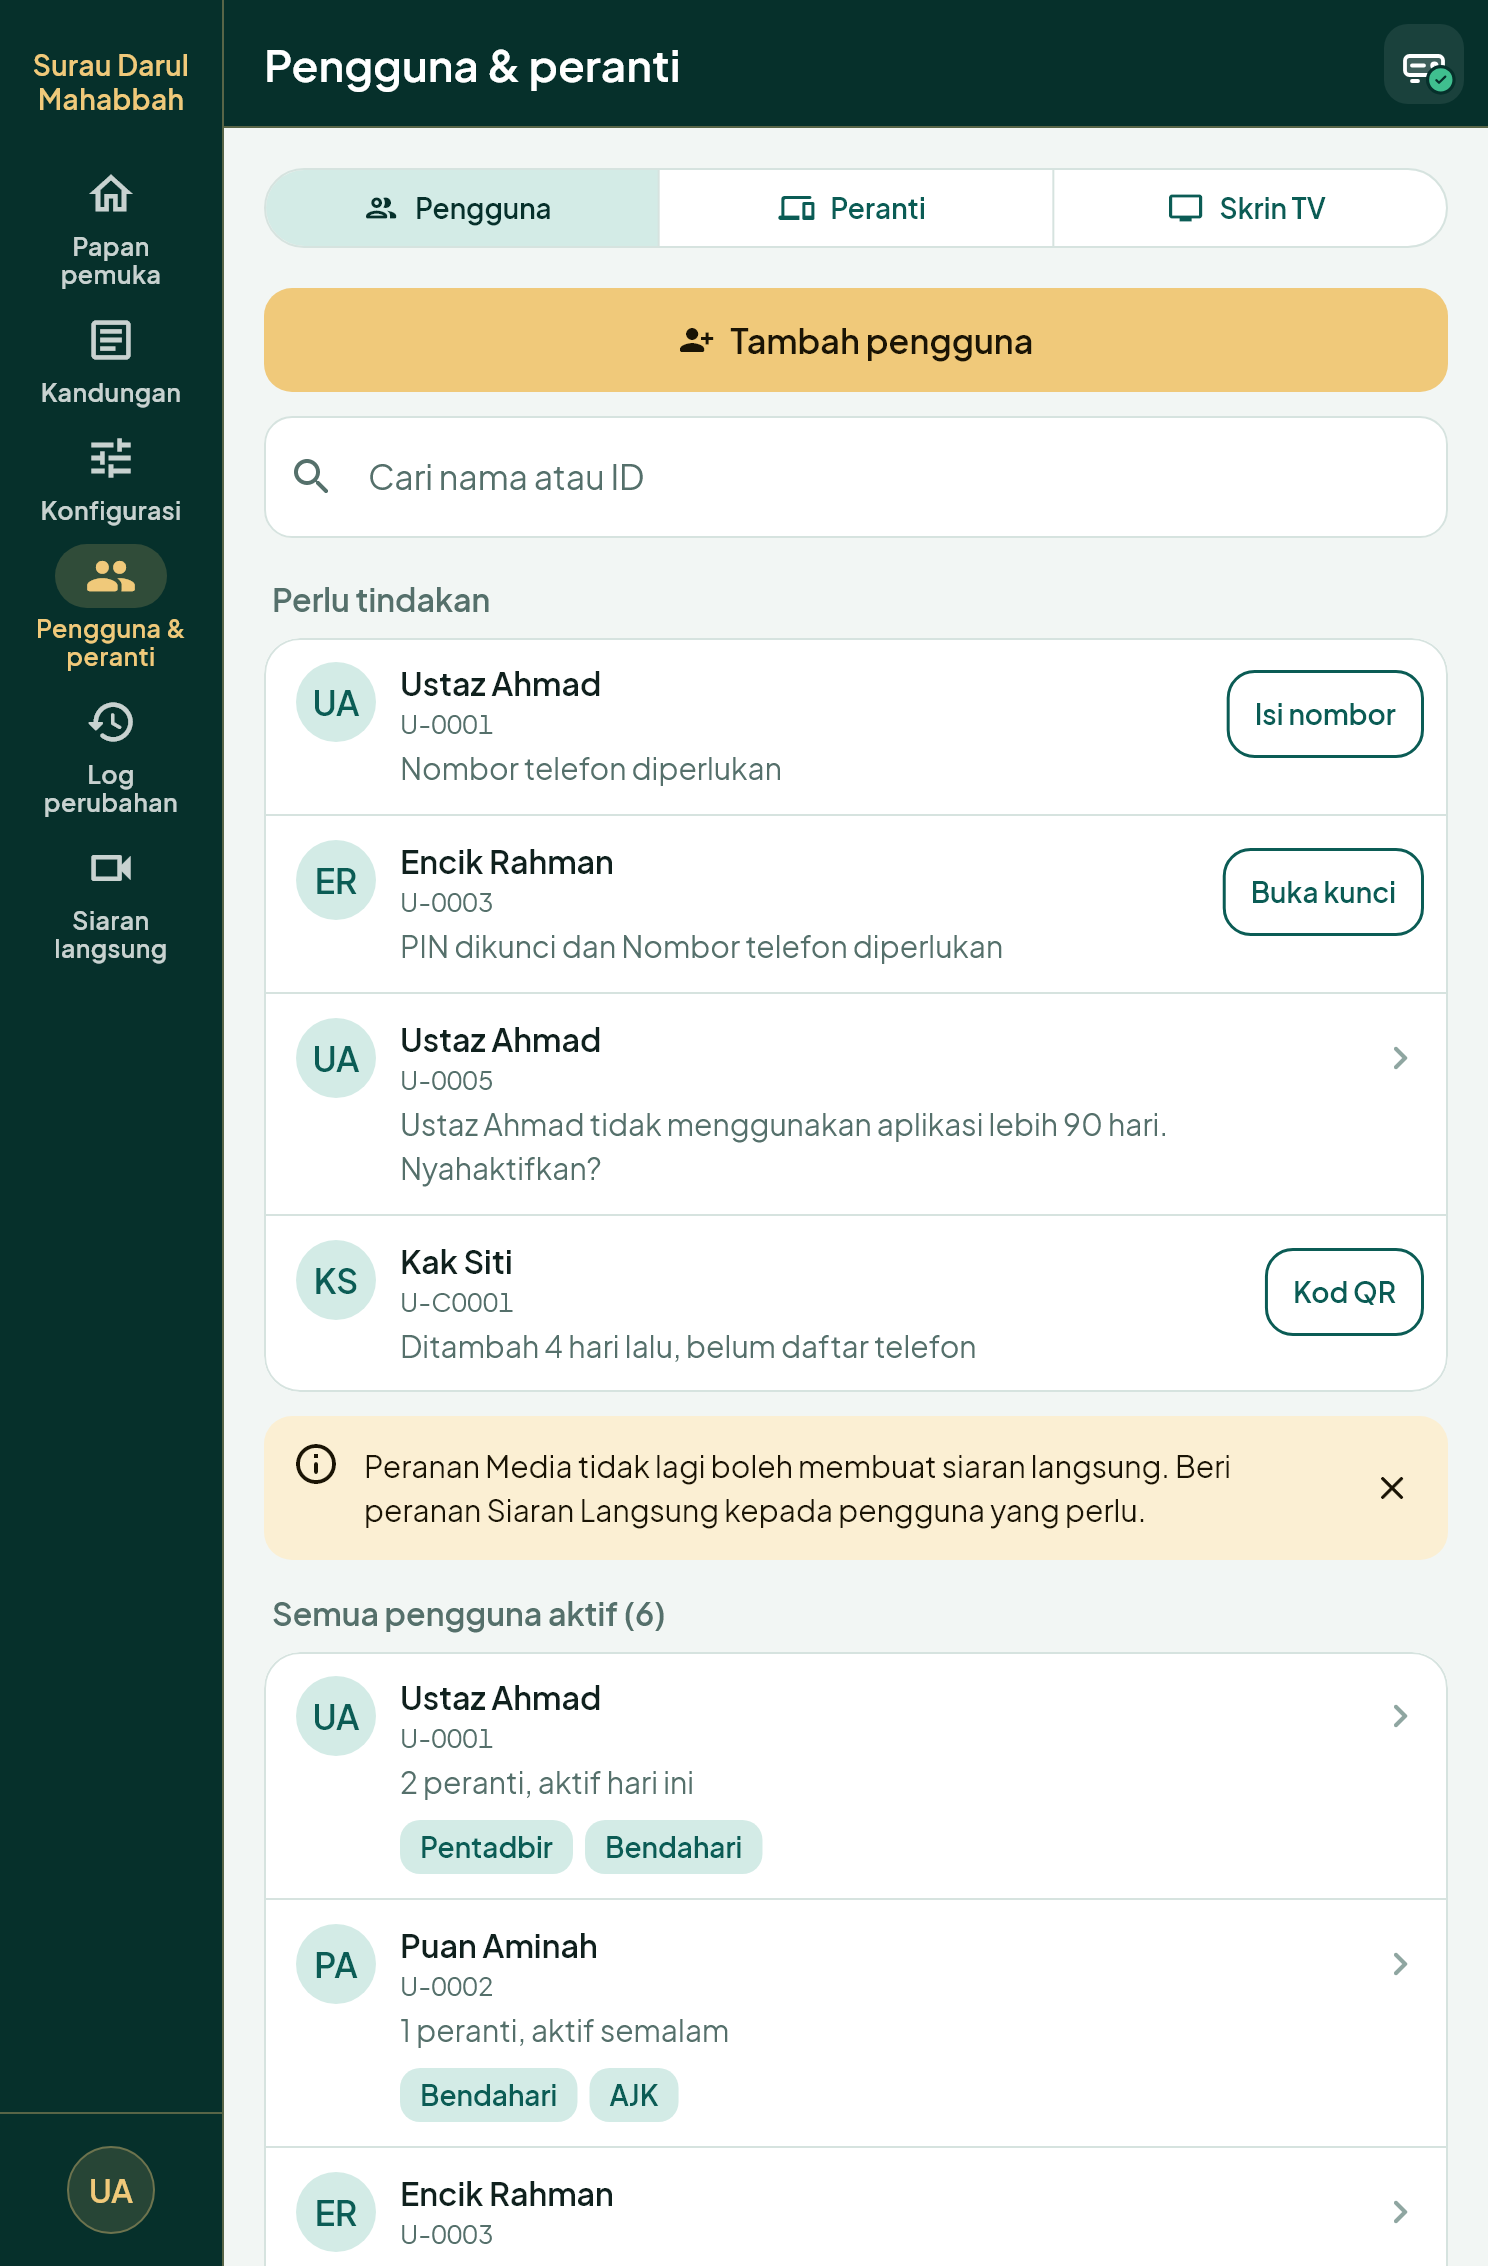 Surau Darul
Mahabbah
Papan
pemuka
Kandungan
Konfigurasi
Pengguna &
peranti
Log
perubahan
Siaran
langsung
UA
Pengguna & peranti
Pengguna
Peranti
Skrin TV
Tambah pengguna
Cari nama atau ID
Perlu tindakan
UA
Ustaz Ahmad
U-0001
Nombor telefon diperlukan
Isi nombor
ER
Encik Rahman
U-0003
PIN dikunci dan Nombor telefon diperlukan
Buka kunci
UA
Ustaz Ahmad
U-0005
Ustaz Ahmad tidak menggunakan aplikasi lebih 90 hari.
Nyahaktifkan?
KS
Kak Siti
U-C0001
Ditambah 4 hari lalu, belum daftar telefon
Kod QR
Peranan Media tidak lagi boleh membuat siaran langsung. Beri
peranan Siaran Langsung kepada pengguna yang perlu.
Semua pengguna aktif (6)
UA
Ustaz Ahmad
U-0001
2 peranti, aktif hari ini
Pentadbir
Bendahari
PA
Puan Aminah
U-0002
1 peranti, aktif semalam
Bendahari
AJK
ER
Encik Rahman
U-0003